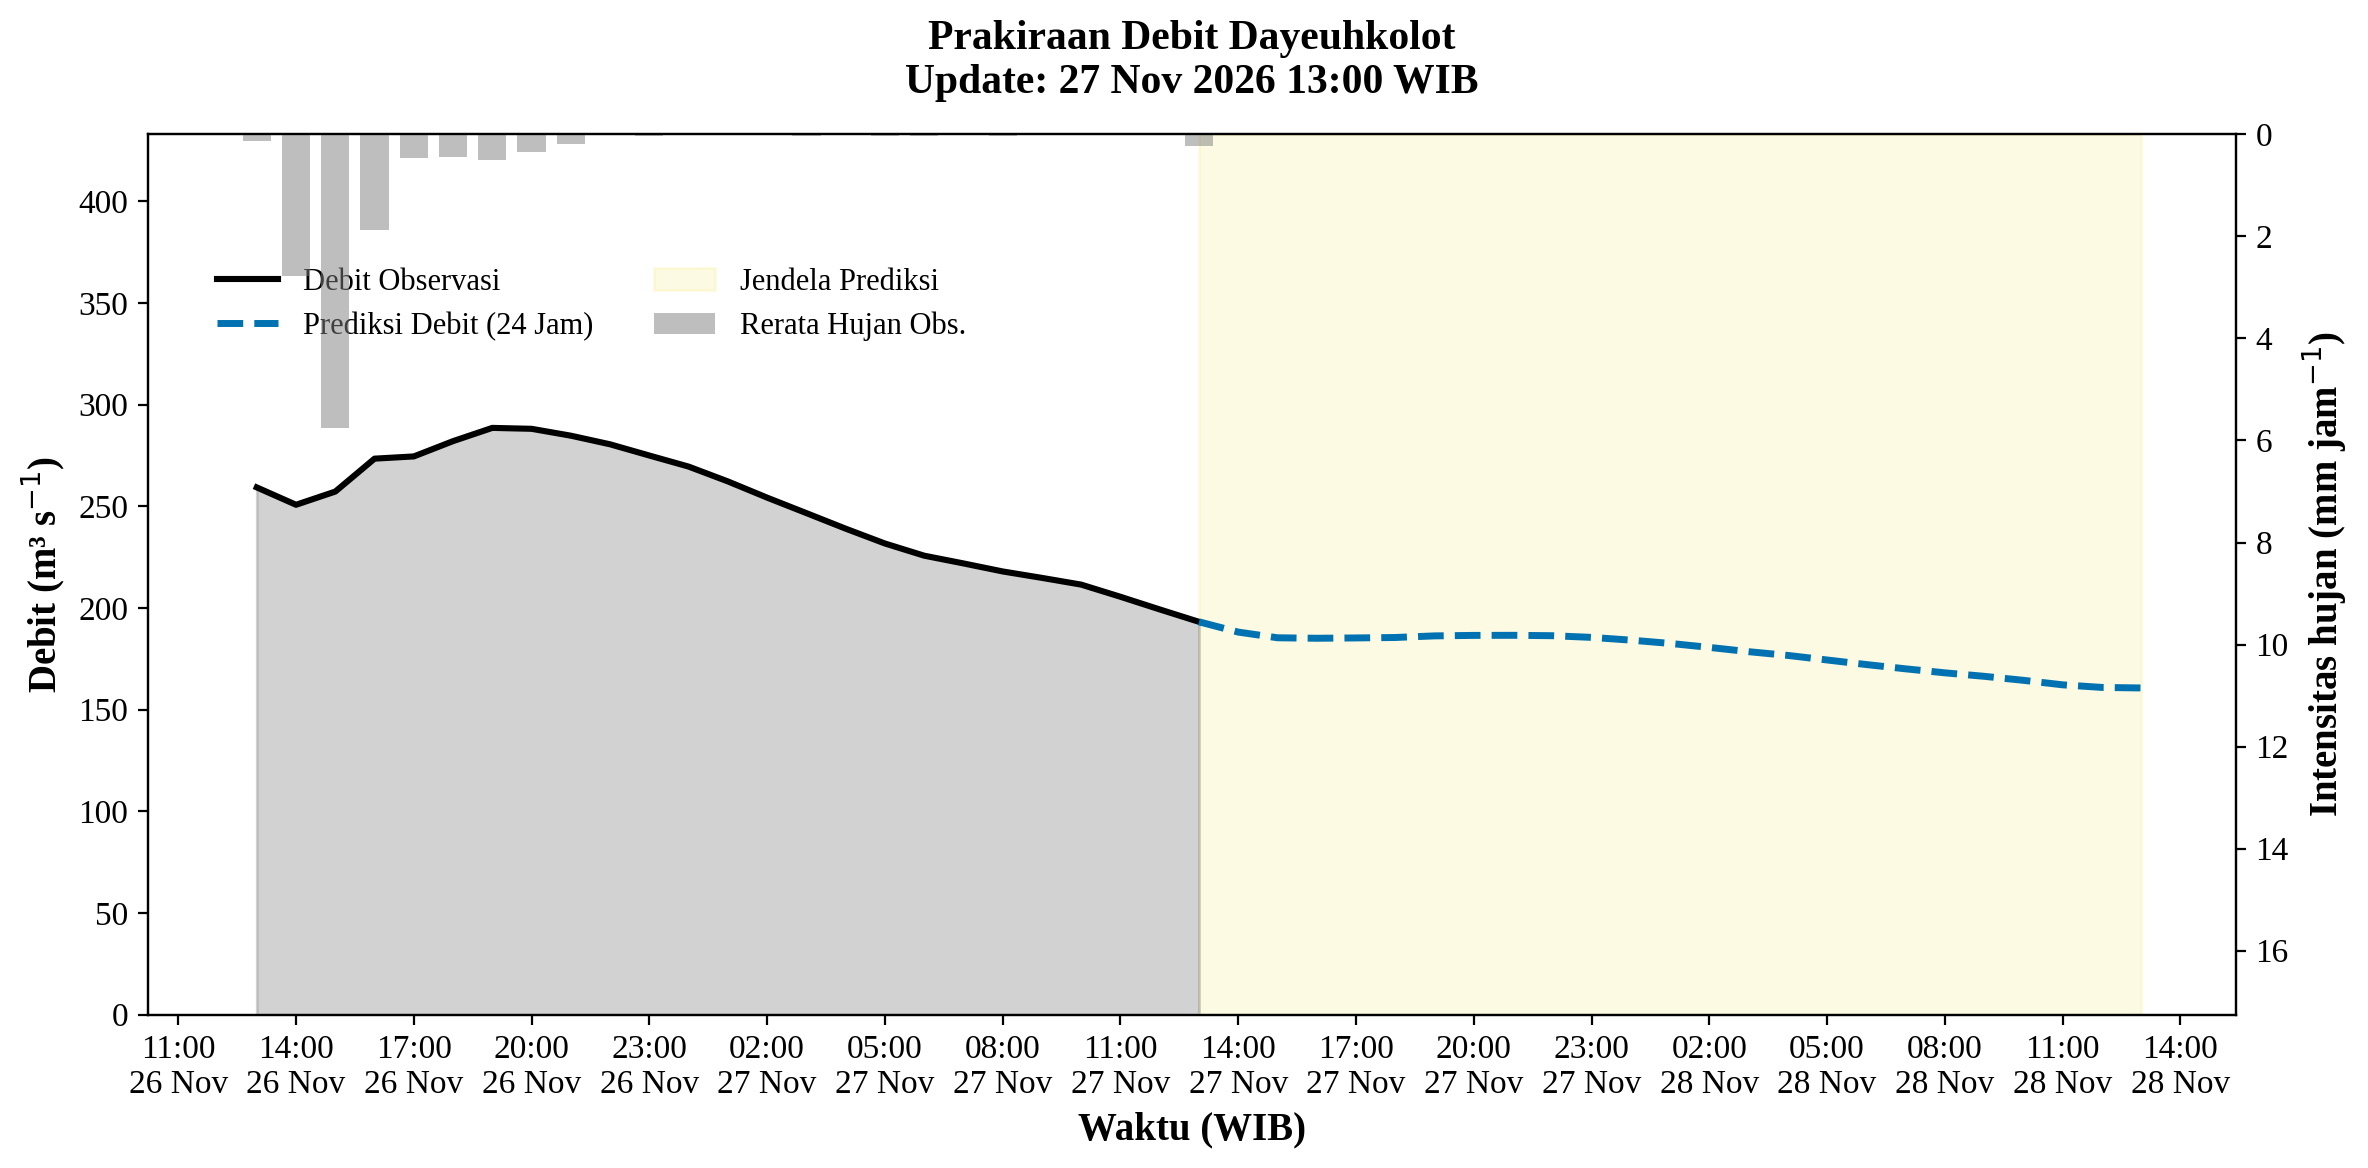 Prakiraan Debit Dayeuhkolot
Update: 27 Nov 2026 13:00 WIB
Debit (m³ s⁻¹)
400
350
300
250
200
150
100
50
0
Debit Observasi
Prediksi Debit (24 Jam)
Jendela Prediksi
Rerata Hujan Obs.
0
2
4
6
8
10
12
14
16
Intensitas hujan (mm jam⁻¹)
11:00 14:00 17:00 20:00 23:00 02:00 05:00 08:00 11:00 14:00 17:00 20:00 23:00 02:00 05:00 08:00 11:00 14:00
26 Nov 26 Nov 26 Nov 26 Nov 26 Nov 27 Nov 27 Nov 27 Nov 27 Nov 27 Nov 27 Nov 27 Nov 27 Nov 28 Nov 28 Nov 28 Nov 28 Nov 28 Nov
Waktu (WIB)